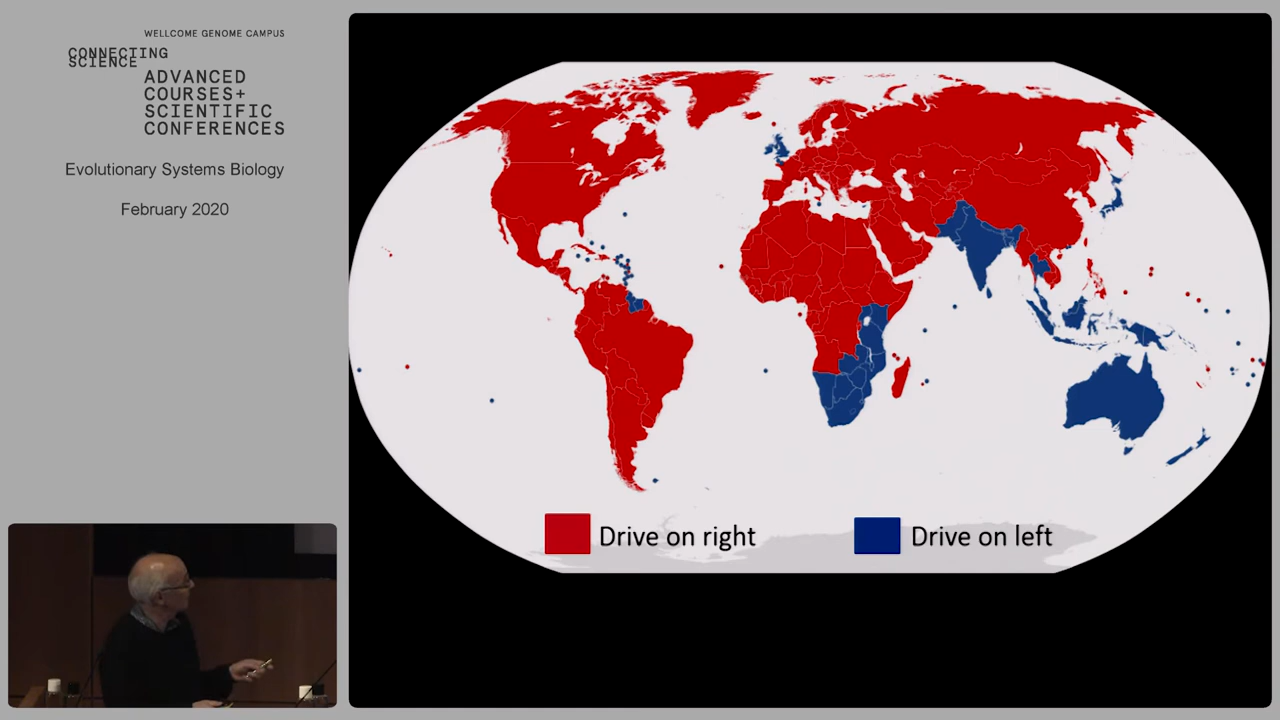 WELLCOME GENOME CAMPUS
CONNECTING
SCIENCE
ADVANCED
COURSES+
SCIENTIFIC
CONFERENCES
Evolutionary Systems Biology
February 2020
Drive on right
Drive on left